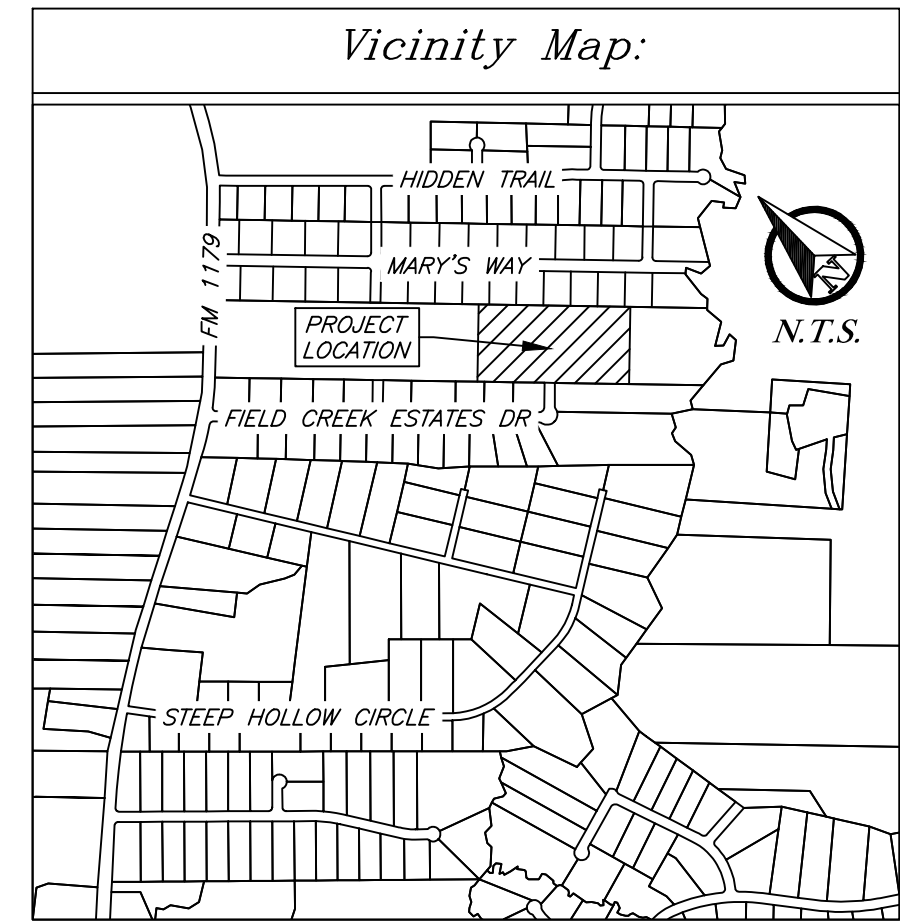 Vicinity Map:
HIDDEN TRAIL
FM 1179
MARY'S WAY
N
N.T.S.
PROJECT
LOCATION
FIELD CREEK ESTATES DR
STEEP HOLLOW CIRCLE